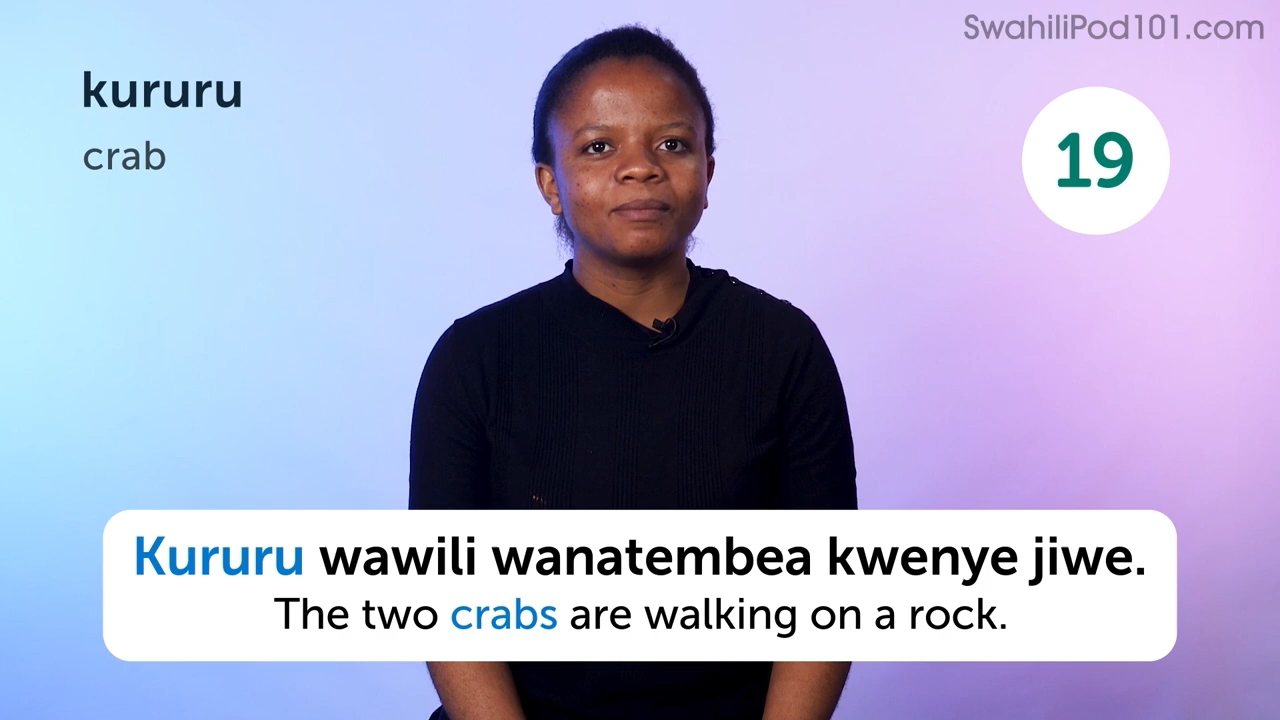 SwahiliPod101.com
kururu
crab
19
Kururu wawili wanatembea kwenye jiwe.
The two crabs are walking on a rock.